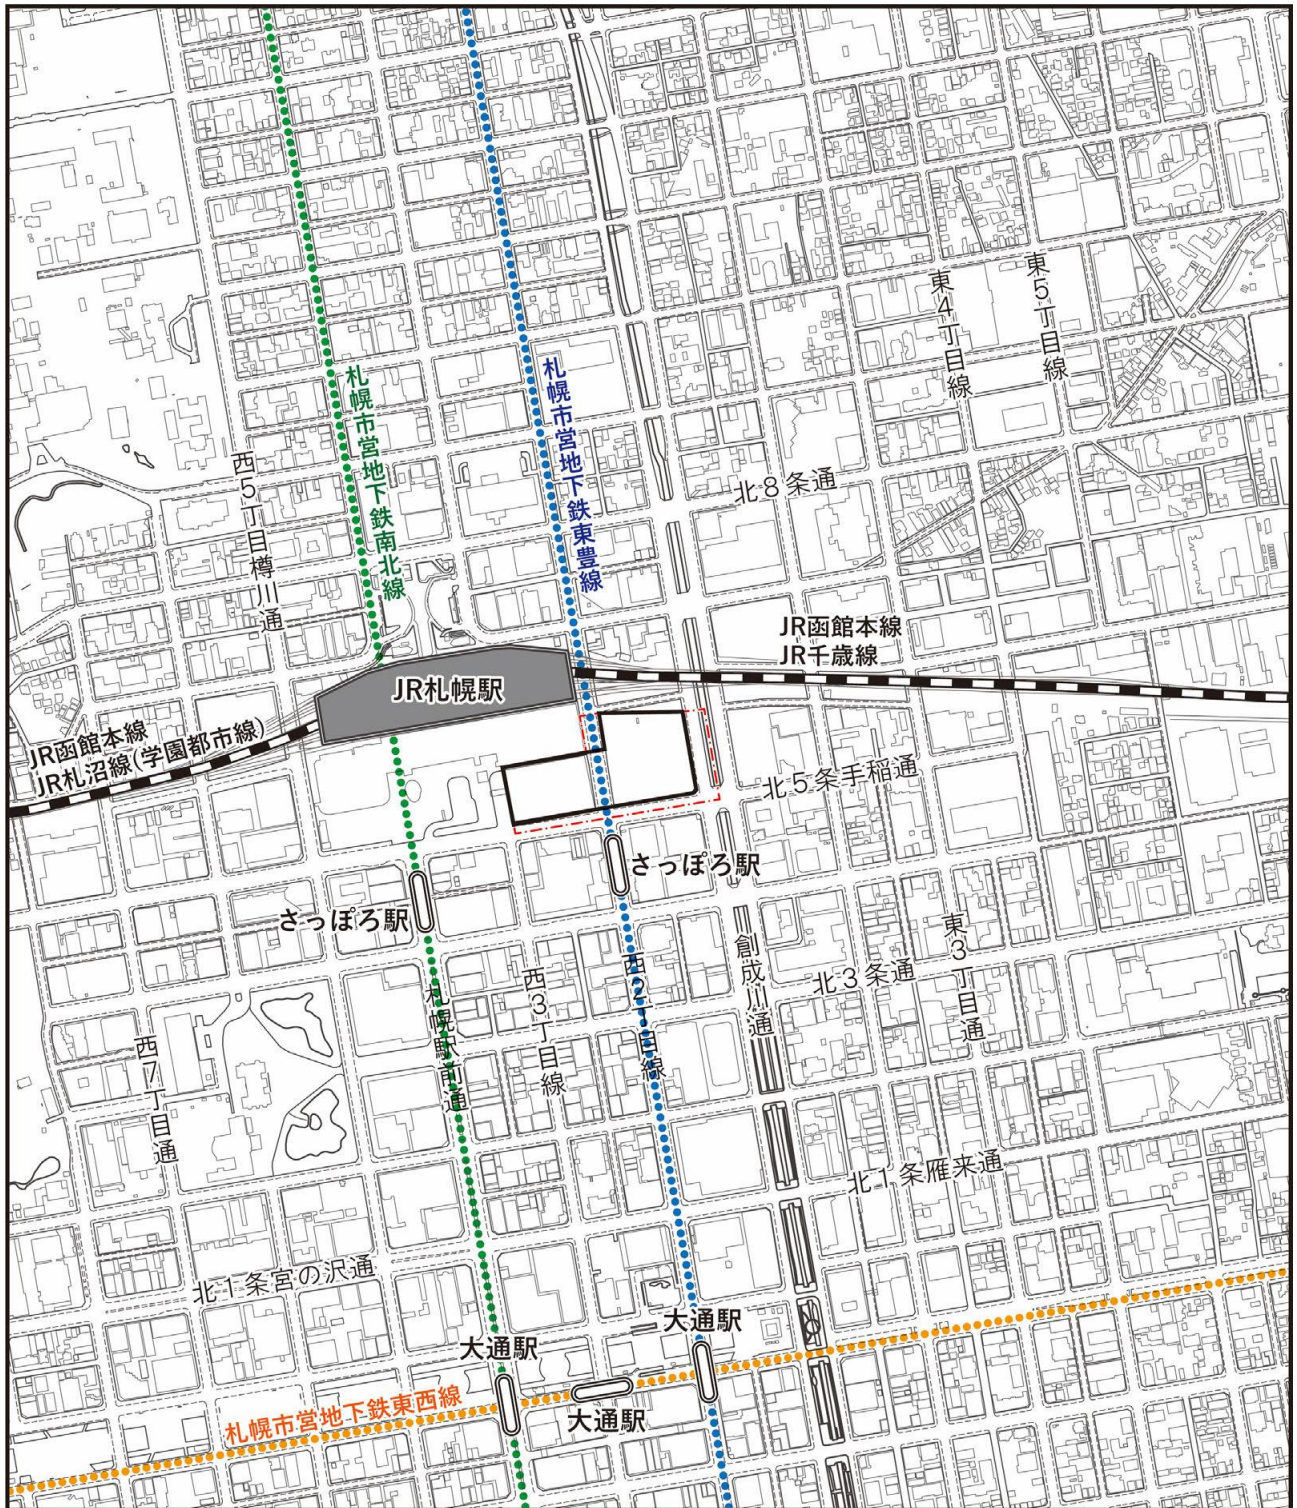 東5丁目線
東4丁目線
札幌市営地下鉄南北線
札幌市営地下鉄東豊線
西5丁目樽川通
北8条通
JR函館本線
JR千歳線
JR札幌駅
JR函館本線
JR札沼線(学園都市線)
北5条手稲通
さっぽろ駅
さっぽろ駅
東3丁目通
創成川通
西2丁目線
西3丁目線
北3条通
札幌駅前通
西7丁目通
北1条雁来通
北1条宮の沢通
大通駅
大通駅
大通駅
札幌市営地下鉄東西線